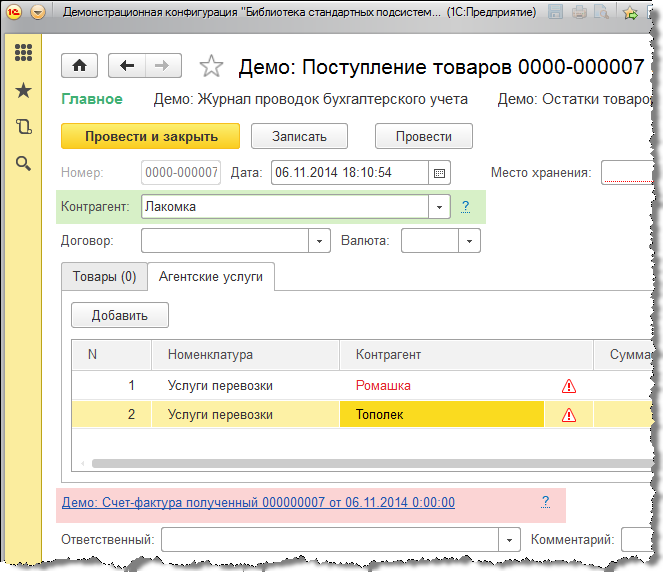 1С Демонстрационная конфигурация "Библиотека стандартных подсистем... (1С:Предприятие)
Демо: Поступление товаров 0000-000007
Главное Демо: Журнал проводок бухгалтерского учета Демо: Остатки товаро
Провести и закрыть Записать Провести
Номер: 0000-000007 Дата: 06.11.2014 18:10:54 Место хранения:
Контрагент: Лакомка ?
Договор: Валюта:
Товары (0) Агентские услуги
Добавить
N Номенклатура Контрагент Сумма
1 Услуги перевозки Ромашка
2 Услуги перевозки Тополек
Демо: Счет-фактура полученный 000000007 от 06.11.2014 0:00:00 ?
Ответственный: Комментарий: